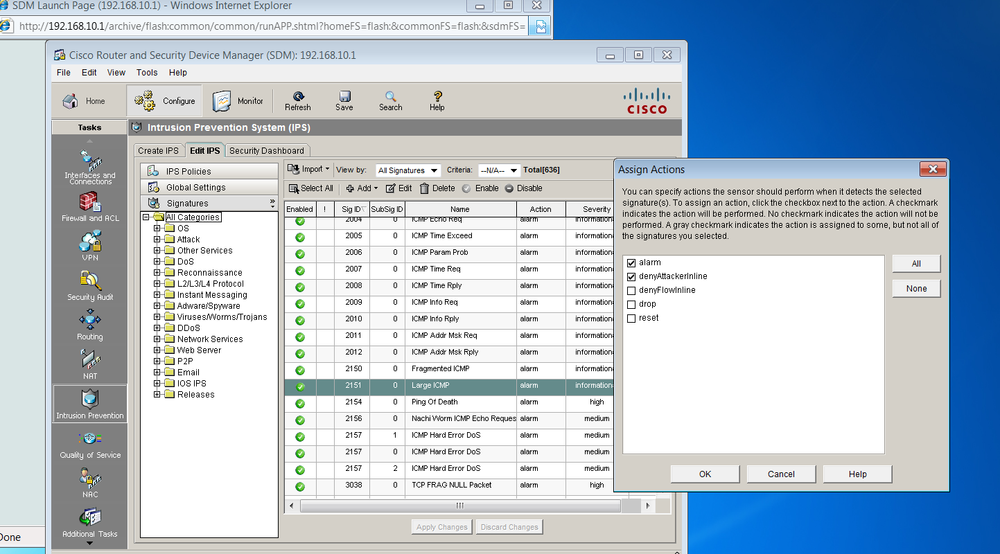 SDM Launch Page (192.168.10.1) - Windows Internet Explorer
http://192.168.10.1/archive/flash:common/common/runAPP.shtml?homeFS=flash:&commonFS=flash:&sdmFS=
Cisco Router and Security Device Manager (SDM): 192.168.10.1
File Edit View Tools Help
Home Configure Monitor Refresh Save Search Help
CISCO
Tasks
Intrusion Prevention System (IPS)
Interfaces and
Connections
Firewall and ACL
VPN
Security Audit
Routing
NAT
Intrusion Prevention
Quality of Service
NAC
Additional Tasks
Create IPS Edit IPS Security Dashboard
IPS Policies
Global Settings
Signatures
All Categories
OS
Attack
Other Services
DoS
Reconnaissance
L2/L3/L4 Protocol
Instant Messaging
Adware/Spyware
Viruses/Worms/Trojans
DDoS
Network Services
Web Server
P2P
Email
IOS IPS
Releases
Import View by: All Signatures Criteria: --N/A-- Total[636]
Select All Add Edit Delete Enable Disable
Enabled ! Sig ID SubSig ID Name Action Severity
2004 0 ICMP Echo Req alarm informationa
2005 0 ICMP Time Exceed alarm informationa
2006 0 ICMP Param Prob alarm informationa
2007 0 ICMP Time Req alarm informationa
2008 0 ICMP Time Rply alarm informationa
2009 0 ICMP Info Req alarm informationa
2010 0 ICMP Info Rply alarm informationa
2011 0 ICMP Addr Msk Req alarm informationa
2012 0 ICMP Addr Msk Rply alarm informationa
2150 0 Fragmented ICMP alarm informationa
2151 0 Large ICMP alarm informationa
2154 0 Ping Of Death alarm high
2156 0 Nachi Worm ICMP Echo Reques alarm medium
2157 1 ICMP Hard Error DoS alarm medium
2157 0 ICMP Hard Error DoS alarm medium
2157 2 ICMP Hard Error DoS alarm medium
3038 0 TCP FRAG NULL Packet alarm high
Apply Changes Discard Changes
Done
Assign Actions
You can specify actions the sensor should perform when it detects the selected
signature(s). To assign an action, click the checkbox next to the action. A checkmark
indicates the action will be performed. No checkmark indicates the action will not be
performed. A gray checkmark indicates the action is assigned to some, but not all of
the signatures you selected.
alarm
denyAttackerInline
denyFlowInline
drop
reset
All
None
OK Cancel Help